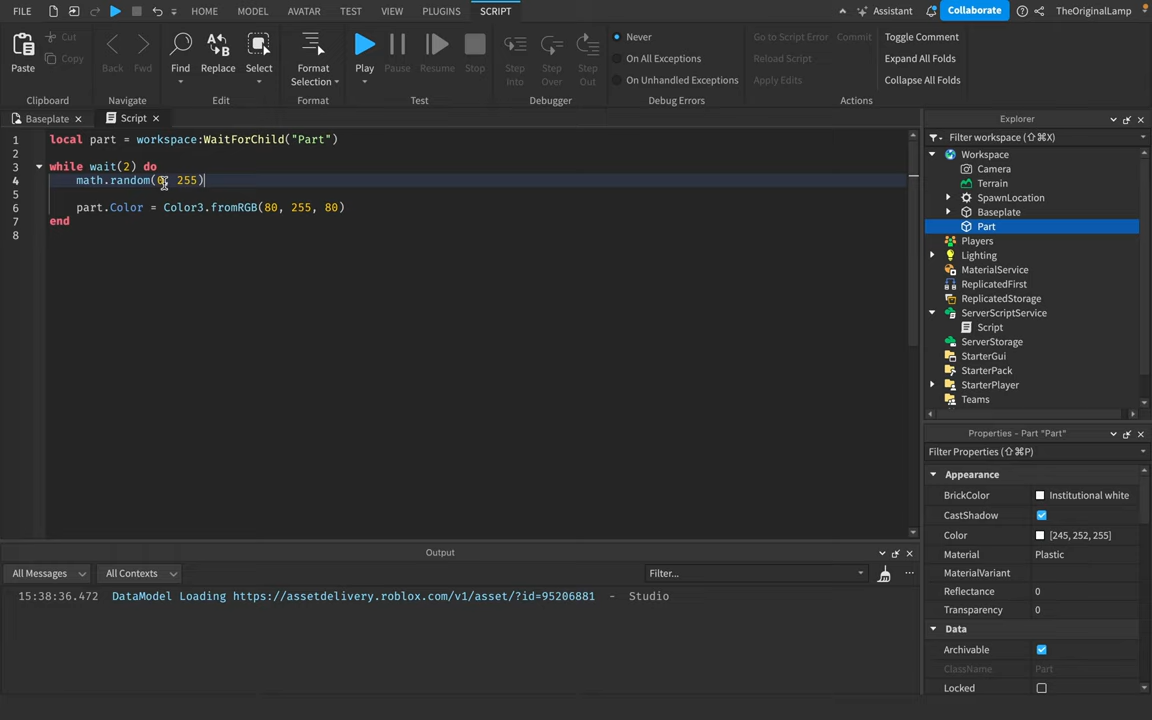 FILE HOME MODEL AVATAR TEST VIEW PLUGINS SCRIPT Assistant Collaborate TheOriginalLamp
Paste Cut Copy Back Fwd Find Replace Select Format Selection Play Pause Resume Stop Step Into Step Over Step Out Never On All Exceptions On Unhandled Exceptions Go to Script Error Commit Reload Script Apply Edits Toggle Comment Expand All Folds Collapse All Folds
Clipboard Navigate Edit Format Test Debugger Debug Errors Actions
Baseplate Script
1 local part = workspace:WaitForChild("Part")
2
3 while wait(2) do
4 math.random(0, 255)
5
6 part.Color = Color3.fromRGB(80, 255, 80)
7 end
8
Explorer
Filter workspace (⇧⌘X)
Workspace
Camera
Terrain
SpawnLocation
Baseplate
Part
Players
Lighting
MaterialService
ReplicatedFirst
ReplicatedStorage
ServerScriptService
Script
ServerStorage
StarterGui
StarterPack
StarterPlayer
Teams
Properties - Part "Part"
Filter Properties (⇧⌘P)
Appearance
BrickColor Institutional white
CastShadow
Color [245, 252, 255]
Material Plastic
MaterialVariant
Reflectance 0
Transparency 0
Data
Archivable
ClassName Part
Locked
Output
All Messages All Contexts Filter...
15:38:36.472 DataModel Loading https://assetdelivery.roblox.com/v1/asset/?id=95206881 - Studio